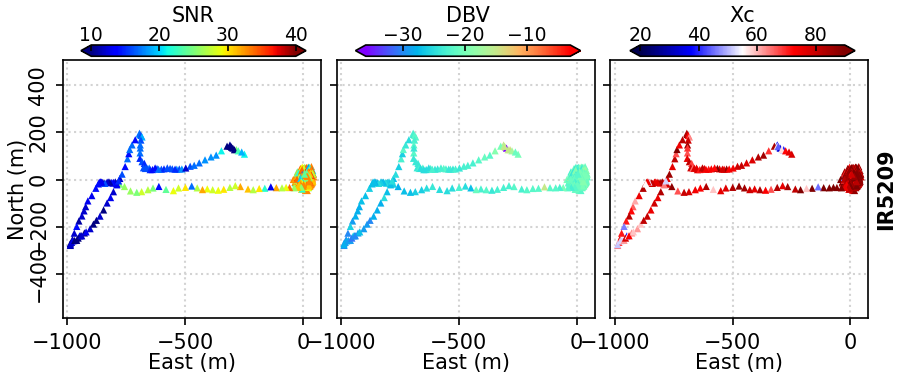 SNR DBV Xc
10 20 30 40 −30 −20 −10 20 40 60 80
North (m)
400
200
0
−200
−400
IR5209
−1000 −500 0 −1000 −500 0 −1000 −500 0
East (m) East (m) East (m)